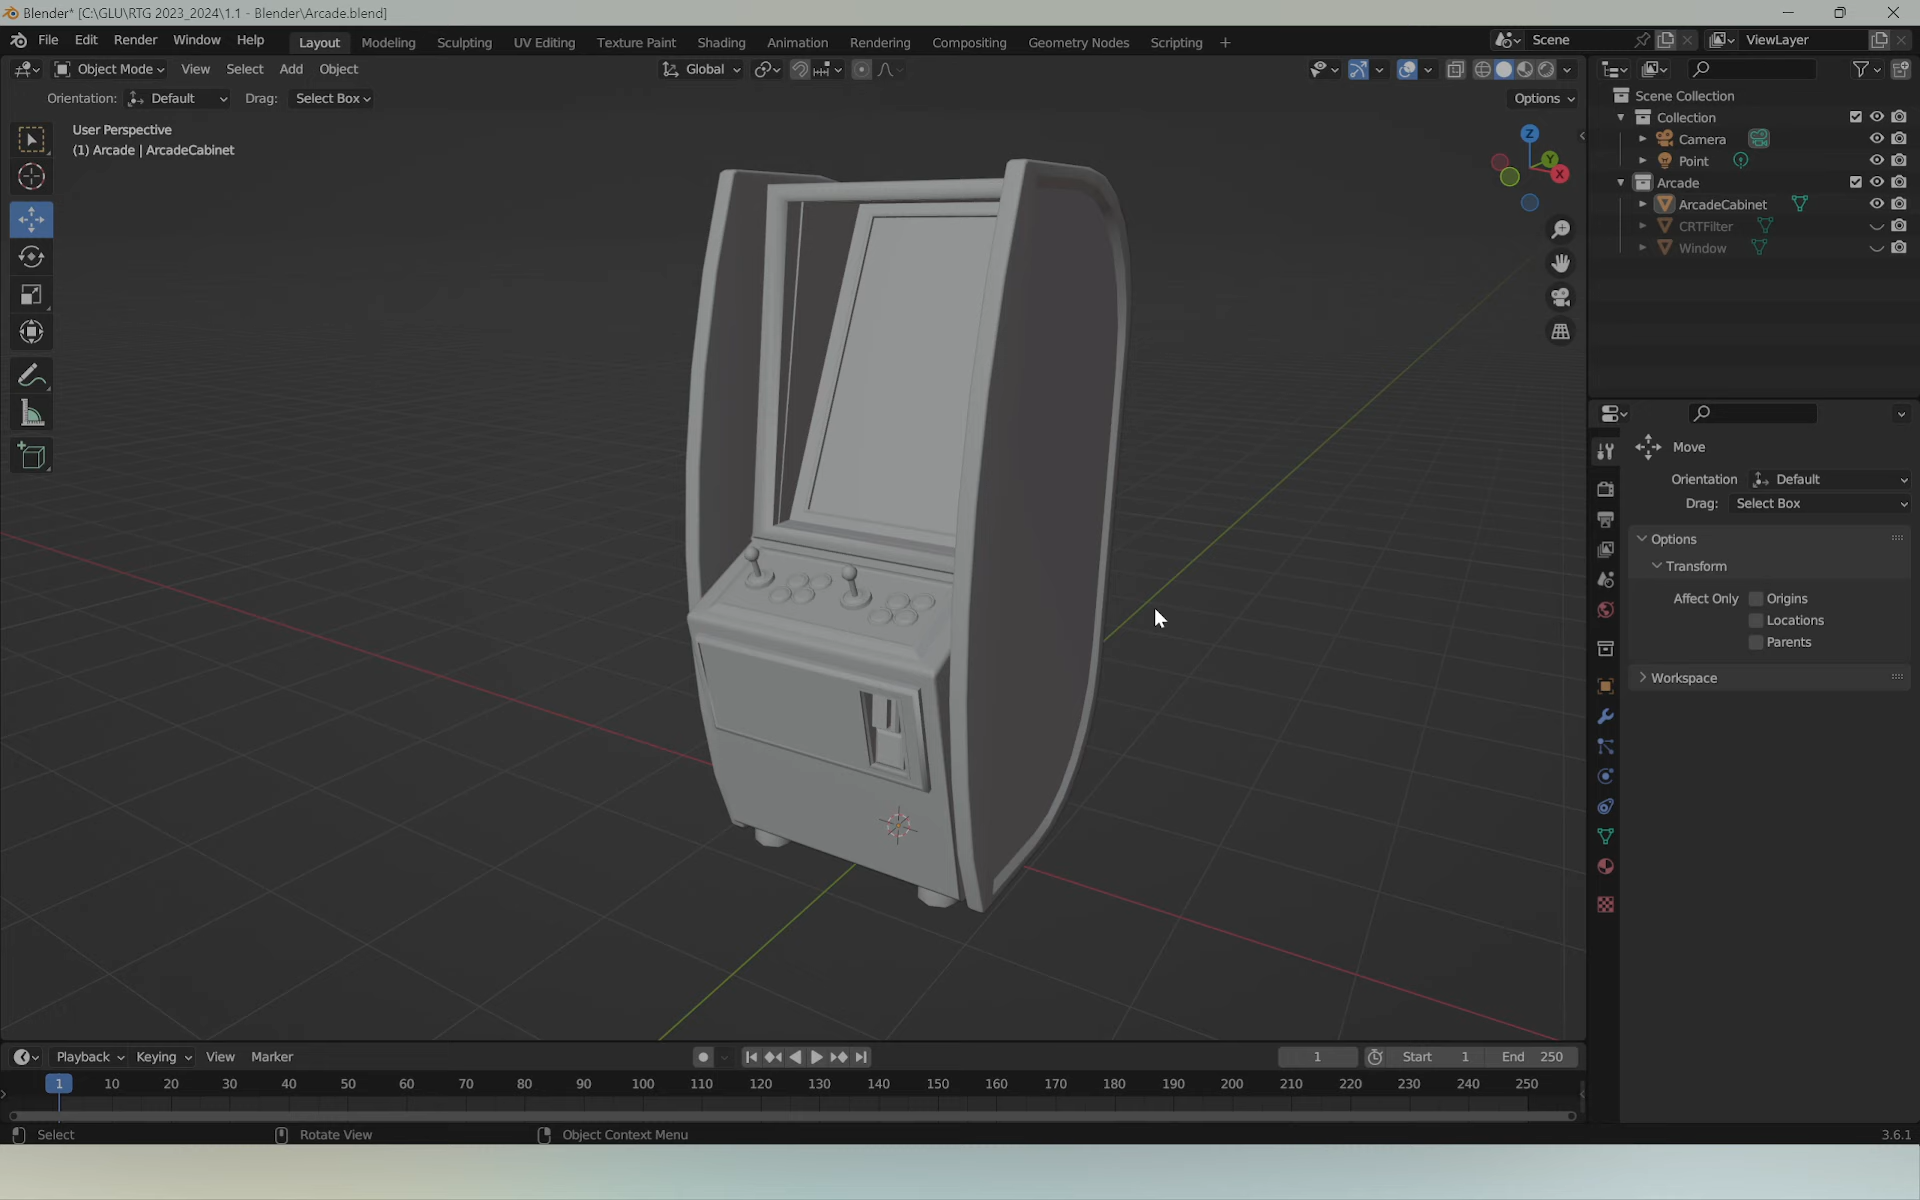 Blender* [C:\GLU\RTG 2023_2024\1.1 - Blender\Arcade.blend]
File Edit Render Window Help Layout Modeling Sculpting UV Editing Texture Paint Shading Animation Rendering Compositing Geometry Nodes Scripting + Scene ViewLayer
Object Mode View Select Add Object Global
Orientation: Default Drag: Select Box Options
User Perspective
(1) Arcade | ArcadeCabinet
Z
Y
X
Scene Collection
Collection
Camera
Point
Arcade
ArcadeCabinet
CRTFilter
Window
Move
Orientation Default
Drag: Select Box
Options
Transform
Affect Only Origins
Locations
Parents
Workspace
Playback Keying View Marker 1 Start 1 End 250
1 10 20 30 40 50 60 70 80 90 100 110 120 130 140 150 160 170 180 190 200 210 220 230 240 250
Select Rotate View Object Context Menu 3.6.1